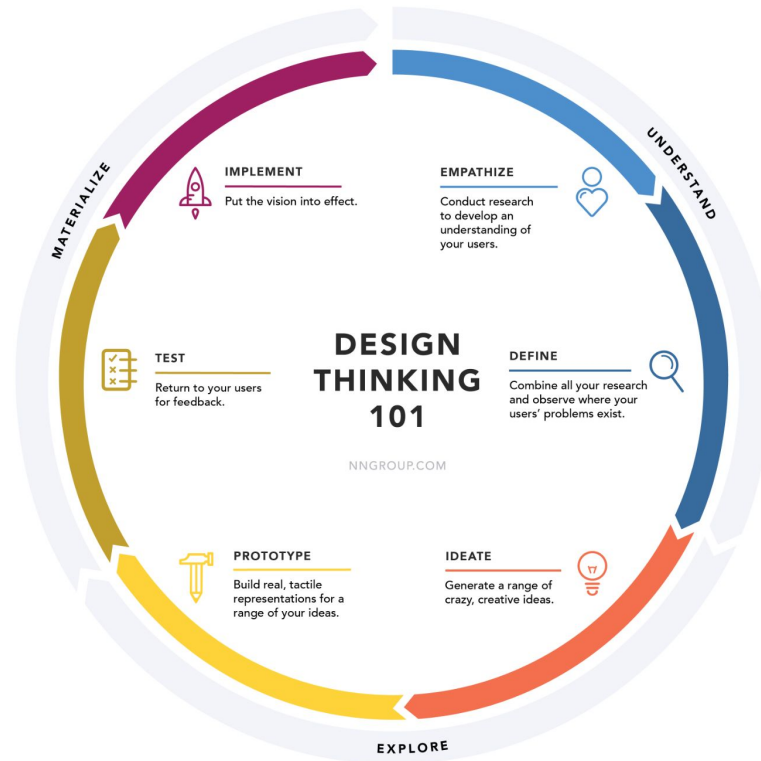 UNDERSTAND
EMPATHIZE
Conduct research
to develop an
understanding of
your users.
DEFINE
Combine all your research
and observe where your
users' problems exist.
EXPLORE
IDEATE
Generate a range of
crazy, creative ideas.
PROTOTYPE
Build real, tactile
representations for a
range of your ideas.
MATERIALIZE
TEST
Return to your users
for feedback.
IMPLEMENT
Put the vision into effect.
DESIGN
THINKING
101
NNGROUP.COM